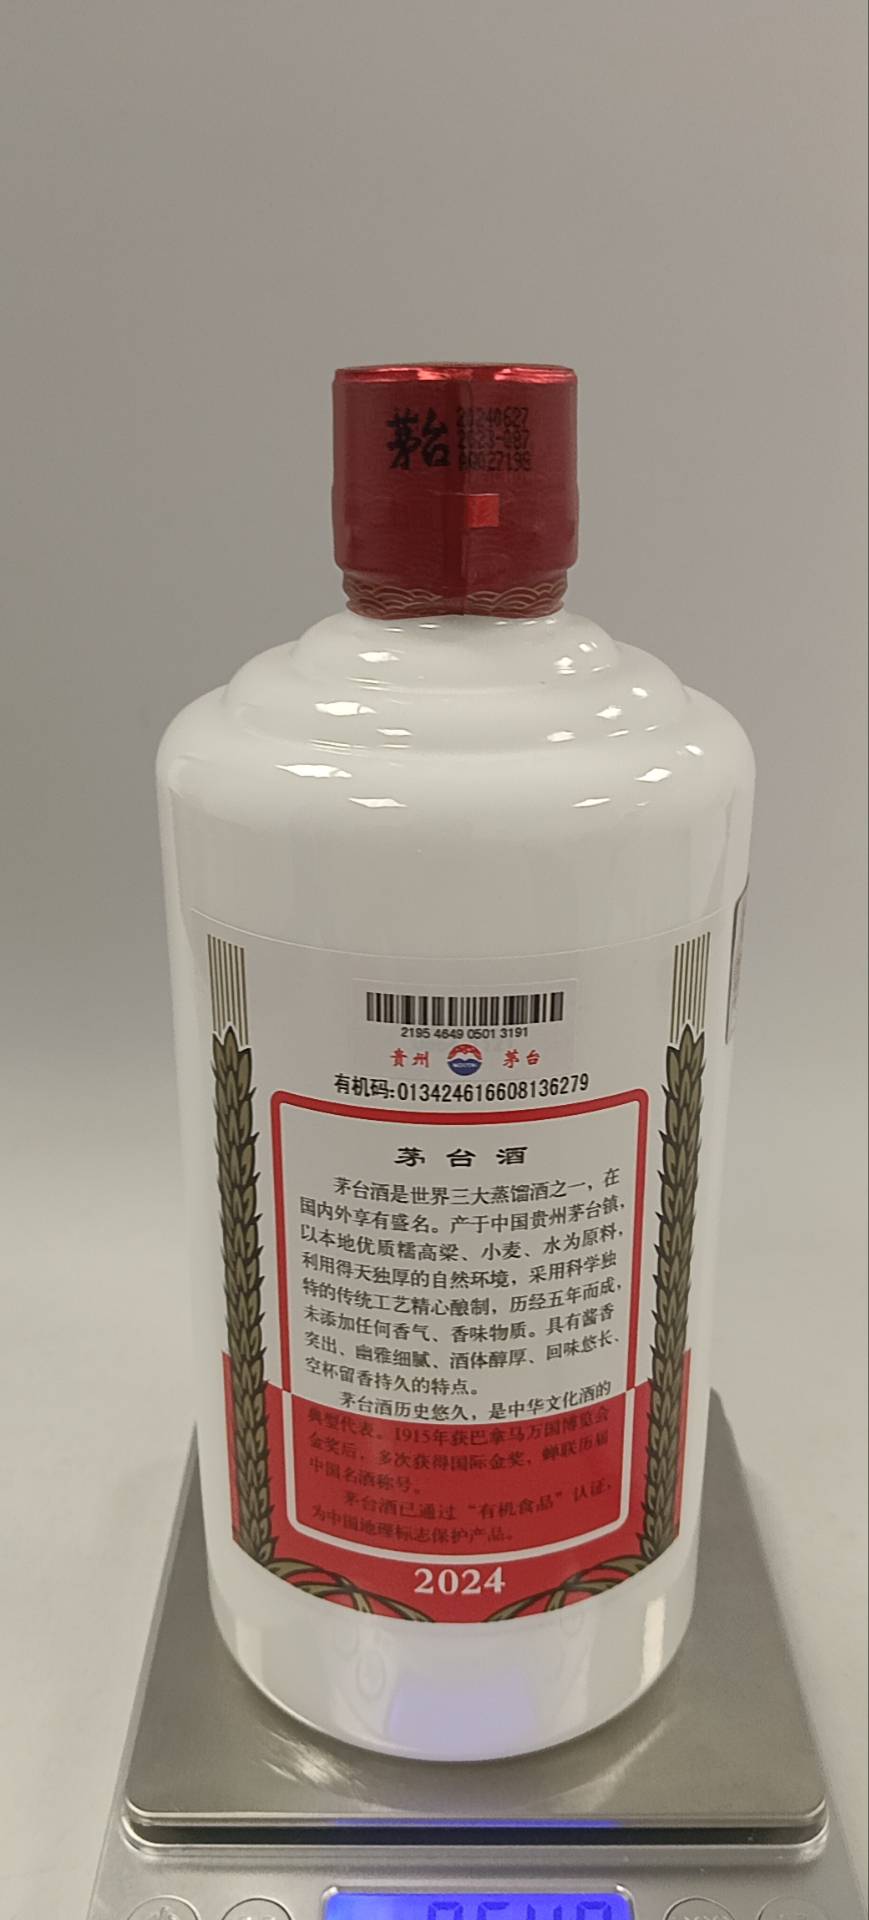 茅台
20240627
2023-087
AA027198
2195 4649 0501 3191
贵州 茅台
有机码:013424616608136279
茅台酒
茅台酒是世界三大蒸馏酒之一，在
国内外享有盛名。产于中国贵州茅台镇，
以本地优质糯高粱、小麦、水为原料，
利用得天独厚的自然环境，采用科学独
特的传统工艺精心酿制，历经五年而成，
未添加任何香气、香味物质。具有酱香
突出、幽雅细腻、酒体醇厚、回味悠长、
空杯留香持久的特点。
茅台酒历史悠久，是中华文化酒的
典型代表。1915年获巴拿马万国博览会
金奖后，多次获得国际金奖，蝉联历届
中国名酒称号。
茅台酒已通过“有机食品”认证，
为中国地理标志保护产品。
2024